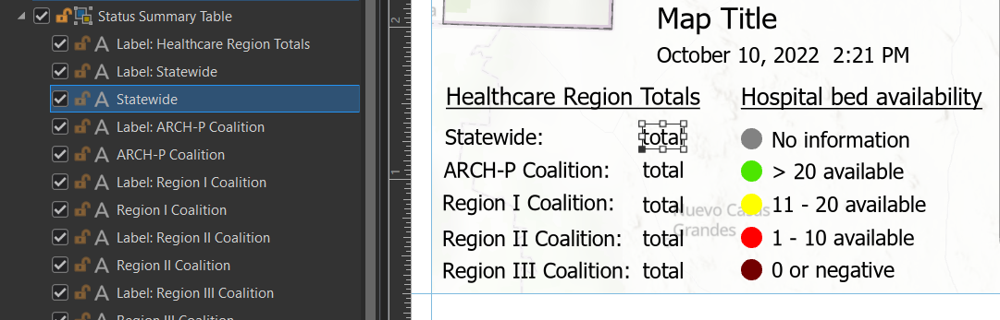 Status Summary Table
Label: Healthcare Region Totals
Label: Statewide
Statewide
Label: ARCH-P Coalition
ARCH-P Coalition
Label: Region I Coalition
Region I Coalition
Label: Region II Coalition
Region II Coalition
Label: Region III Coalition
Region III Coalition
2
1
Map Title
October 10, 2022 2:21 PM
Healthcare Region Totals
Statewide: total
ARCH-P Coalition: total
Region I Coalition: total
Region II Coalition: total
Region III Coalition: total
Hospital bed availability
No information
> 20 available
11 - 20 available
1 - 10 available
0 or negative
Nuevo Casas
Grandes